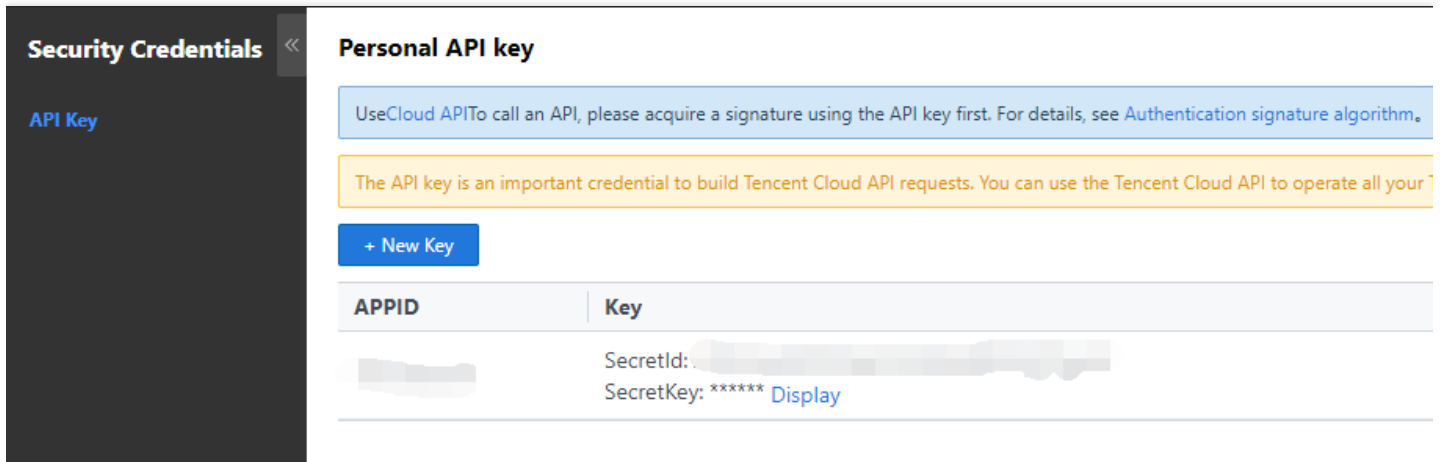 Security Credentials
API Key
Personal API key
UseCloud APITo call an API, please acquire a signature using the API key first. For details, see Authentication signature algorithm。
The API key is an important credential to build Tencent Cloud API requests. You can use the Tencent Cloud API to operate all your
+ New Key
APPID Key
SecretId:
SecretKey: ****** Display